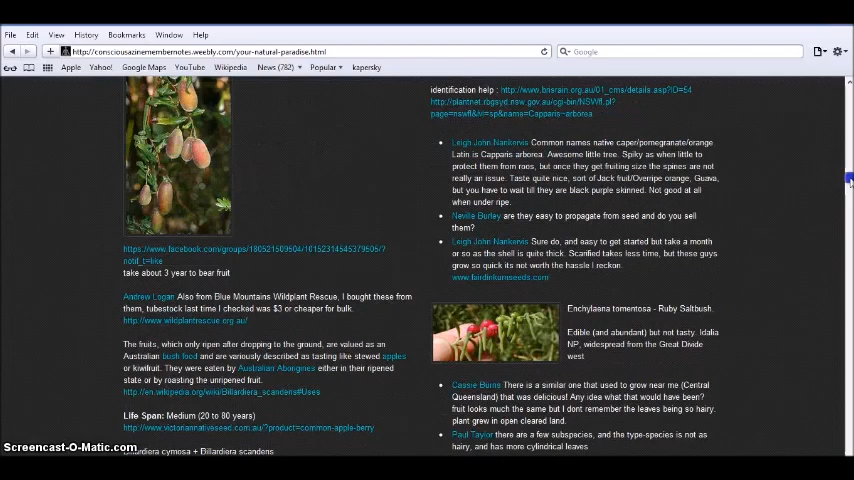 File Edit View History Bookmarks Window Help
http://consciousazinemembernotes.weebly.com/your-natural-paradise.html
Google
Apple Yahoo! Google Maps YouTube Wikipedia News (782) Popular kapersky
https://www.facebook.com/groups/180521509504/10152314545379505/?
notif_t=like
take about 3 year to bear fruit
Andrew Logan Also from Blue Mountains Wildplant Rescue, I bought these from
them, tubestock last time I checked was $3 or cheaper for bulk.
http://www.wildplantrescue.org.au/
The fruits, which only ripen after dropping to the ground, are valued as an
Australian bush food and are variously described as tasting like stewed apples
or kiwifruit. They were eaten by Australian Aborigines either in their ripened
state or by roasting the unripened fruit.
http://en.wikipedia.org/wiki/Billardiera_scandens#Uses
Life Span: Medium (20 to 80 years)
http://www.victoriannativeseed.com.au/?product=common-apple-berry
Billardiera cymosa + Billardiera scandens
identification help : http://www.bnsrain.org.au/01_cms/details.asp?ID=54
http://plantnet.rbgsyd.nsw.gov.au/cgi-bin/NSWfl.pl?
page=nswfl&lvl=sp&name=Capparis~arborea
Leigh John Nankervis Common names native caper/pomegranate/orange
Latin is Capparis arborea. Awesome little tree. Spiky as when little to
protect them from roos, but once they get fruiting size the spines are not
really an issue. Taste quite nice, sort of Jack fruit/Overripe orange, Guava,
but you have to wait till they are black purple skinned. Not good at all
when under ripe.
Neville Burley are they easy to propagate from seed and do you sell
them?
Leigh John Nankervis Sure do, and easy to get started but take a month
or so as the shell is quite thick. Scarified takes less time, but these guys
grow so quick its not worth the hassle I reckon.
www.fairdinkumseeds.com
Enchylaena tomentosa - Ruby Saltbush.
Edible (and abundant) but not tasty. Idalia
NP, widespread from the Great Divide
west
Cassie Burns There is a similar one that used to grow near me (Central
Queensland) that was delicious! Any idea what that would have been?
fruit looks much the same but I dont remember the leaves being so hairy.
plant grew in open cleared land.
Paul Taylor there are a few subspecies, and the type-species is not as
hairy, and has more cylindrical leaves
Screencast-O-Matic.com